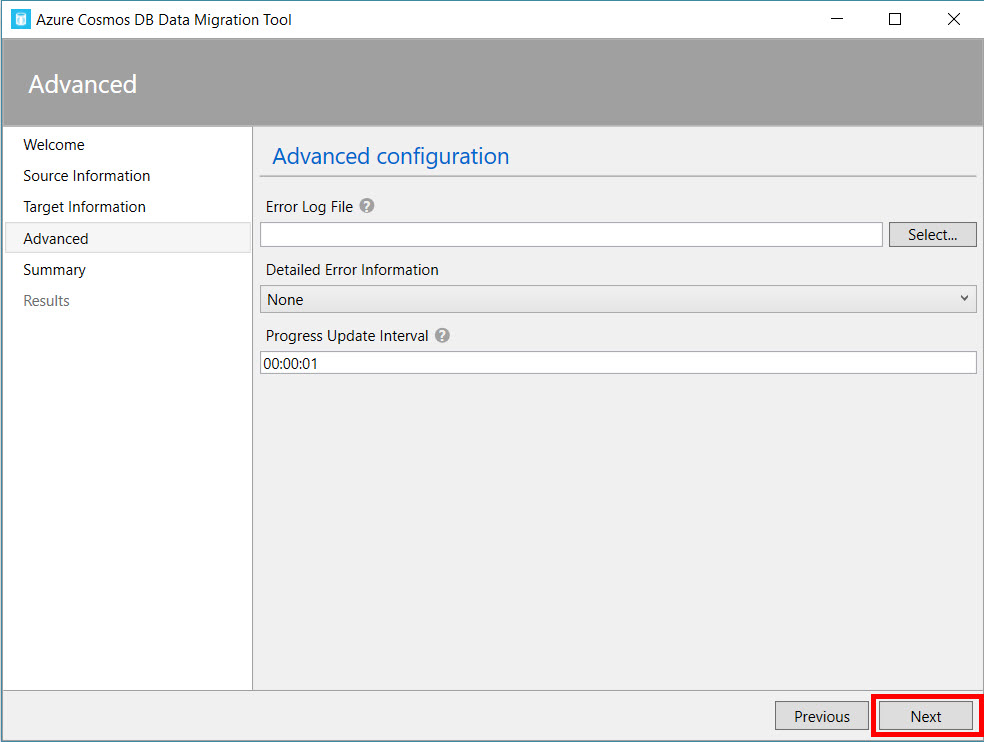 Azure Cosmos DB Data Migration Tool
Advanced
Welcome
Source Information
Target Information
Advanced
Summary
Results
Advanced configuration
Error Log File ?
Select...
Detailed Error Information
None
Progress Update Interval ?
00:00:01
Previous
Next